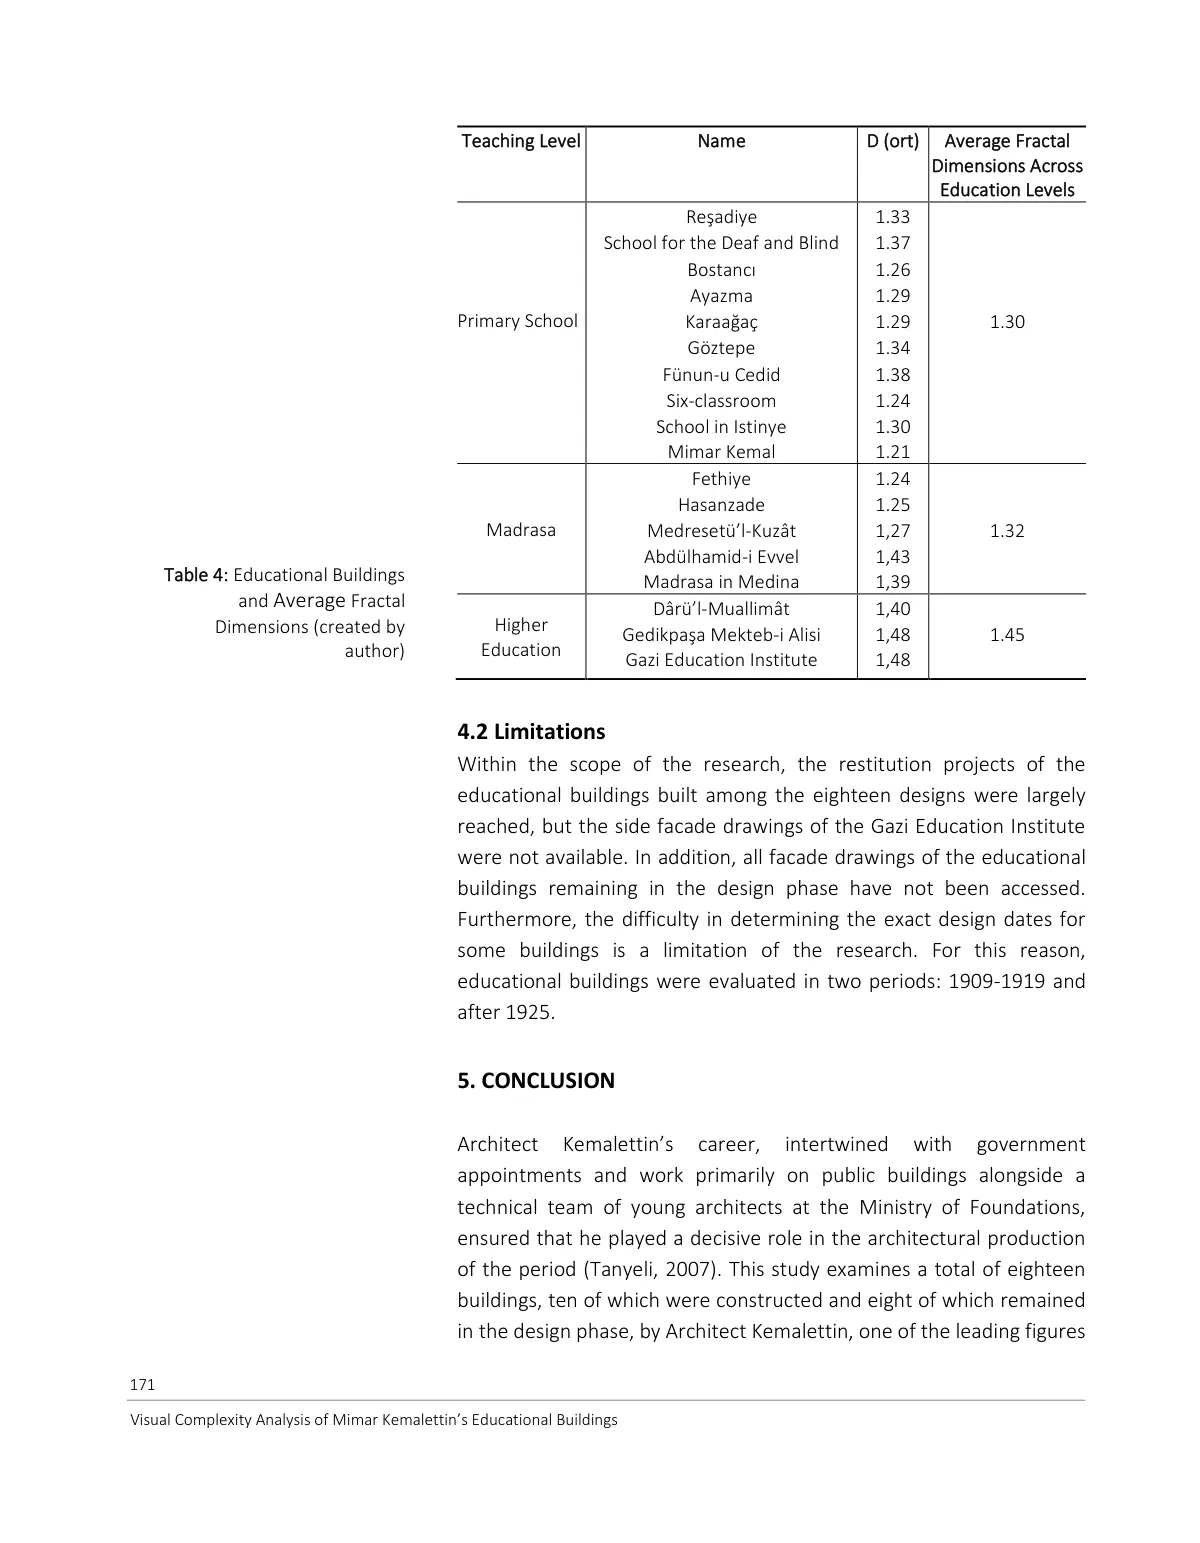 Teaching Level Name D (ort) Average Fractal
Dimensions Across
Education Levels
Reşadiye 1.33
School for the Deaf and Blind 1.37
Bostancı 1.26
Ayazma 1.29
Primary School Karaağaç 1.29 1.30
Göztepe 1.34
Fünun-u Cedid 1.38
Six-classroom 1.24
School in Istinye 1.30
Mimar Kemal 1.21
Fethiye 1.24
Hasanzade 1.25
Madrasa Medresetü’l-Kuzât 1,27 1.32
Abdülhamid-i Evvel 1,43
Madrasa in Medina 1,39
Dârü’l-Muallimât 1,40
Higher
Education Gedikpaşa Mekteb-i Alisi 1,48 1.45
Gazi Education Institute 1,48
Table 4: Educational Buildings
and Average Fractal
Dimensions (created by
author)
4.2 Limitations
Within the scope of the research, the restitution projects of the
educational buildings built among the eighteen designs were largely
reached, but the side facade drawings of the Gazi Education Institute
were not available. In addition, all facade drawings of the educational
buildings remaining in the design phase have not been accessed.
Furthermore, the difficulty in determining the exact design dates for
some buildings is a limitation of the research. For this reason,
educational buildings were evaluated in two periods: 1909-1919 and
after 1925.
5. CONCLUSION
Architect Kemalettin’s career, intertwined with government
appointments and work primarily on public buildings alongside a
technical team of young architects at the Ministry of Foundations,
ensured that he played a decisive role in the architectural production
of the period (Tanyeli, 2007). This study examines a total of eighteen
buildings, ten of which were constructed and eight of which remained
in the design phase, by Architect Kemalettin, one of the leading figures
171
Visual Complexity Analysis of Mimar Kemalettin’s Educational Buildings